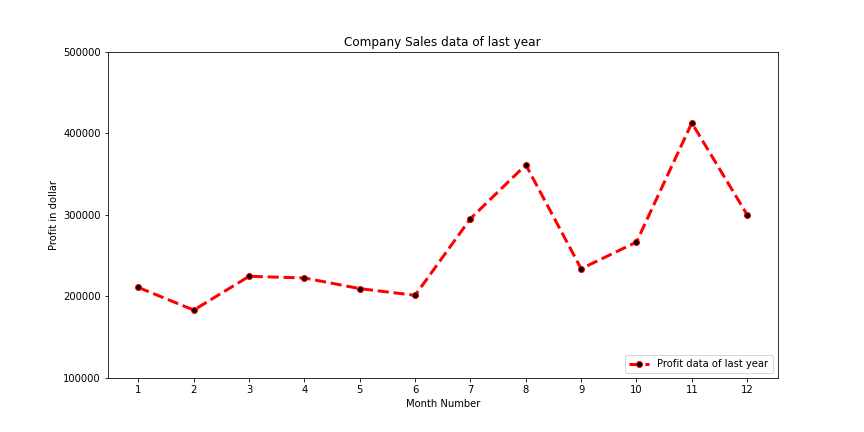 Company Sales data of last year
500000
400000
300000
200000
100000
Profit in dollar
1 2 3 4 5 6 7 8 9 10 11 12
Month Number
Profit data of last year